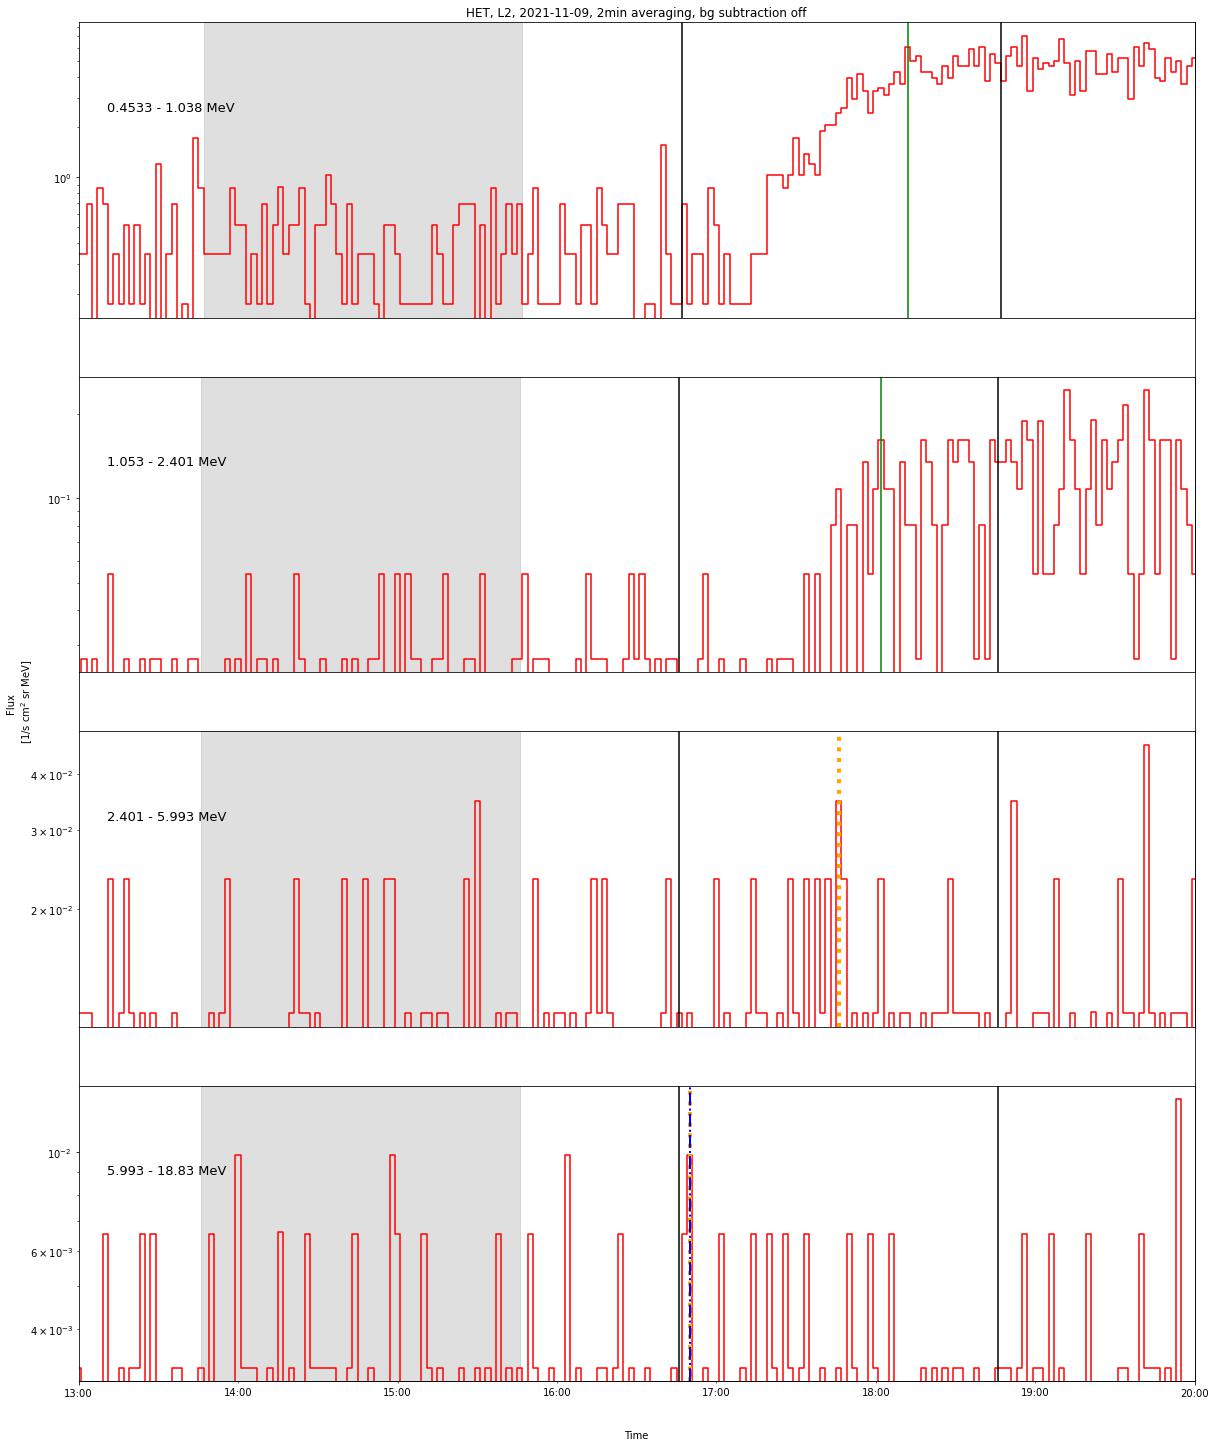 HET, L2, 2021-11-09, 2min averaging, bg subtraction off
0.4533 - 1.038 MeV
10⁰
1.053 - 2.401 MeV
10⁻¹
Flux
[1/s cm² sr MeV]
4 × 10⁻²
2.401 - 5.993 MeV
3 × 10⁻²
2 × 10⁻²
10⁻²
5.993 - 18.83 MeV
6 × 10⁻³
4 × 10⁻³
13:00 14:00 15:00 16:00 17:00 18:00 19:00 20:00
Time